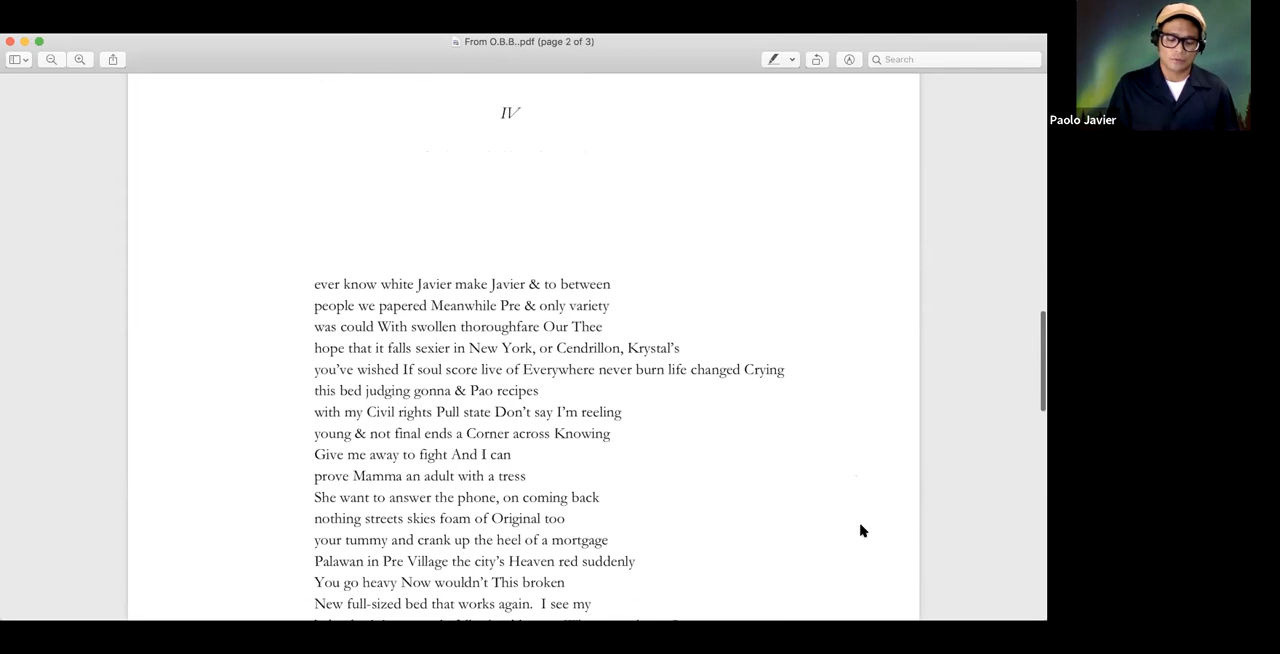 From O.B.B..pdf (page 2 of 3)
Search
Paolo Javier
IV
ever know white Javier make Javier & to between
people we papered Meanwhile Pre & only variety
was could With swollen thoroughfare Our Thee
hope that it falls sexier in New York, or Cendrillon, Krystal’s
you’ve wished If soul score live of Everywhere never burn life changed Crying
this bed judging gonna & Pao recipes
with my Civil rights Pull state Don’t say I’m reeling
young & not final ends a Corner across Knowing
Give me away to fight And I can
prove Mamma an adult with a tress
She want to answer the phone, on coming back
nothing streets skies foam of Original too
your tummy and crank up the heel of a mortgage
Palawan in Pre Village the city’s Heaven red suddenly
You go heavy Now wouldn’t This broken
New full-sized bed that works again.  I see my